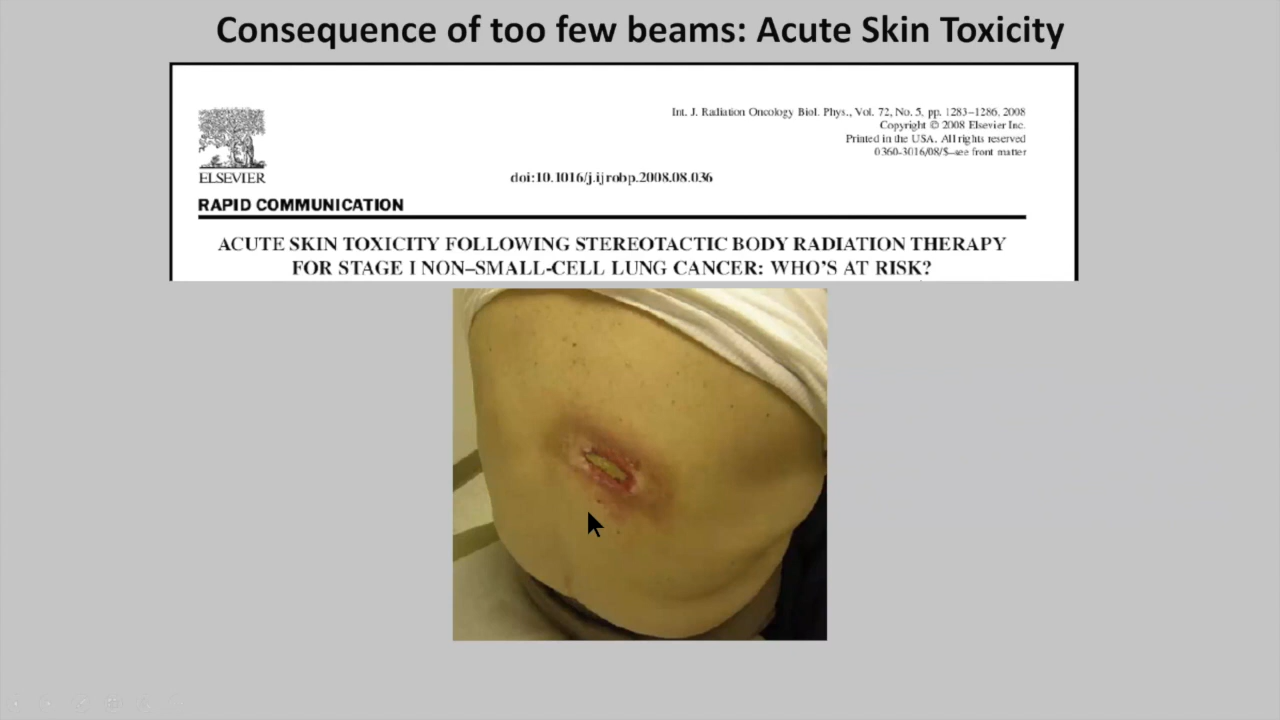 Consequence of too few beams: Acute Skin Toxicity
Int. J. Radiation Oncology Biol. Phys., Vol. 72, No. 5, pp. 1283–1286, 2008
Copyright © 2008 Elsevier Inc.
Printed in the USA. All rights reserved
0360-3016/08/$–see front matter
ELSEVIER
doi:10.1016/j.ijrobp.2008.08.036
RAPID COMMUNICATION
ACUTE SKIN TOXICITY FOLLOWING STEREOTACTIC BODY RADIATION THERAPY
FOR STAGE I NON–SMALL-CELL LUNG CANCER: WHO'S AT RISK?